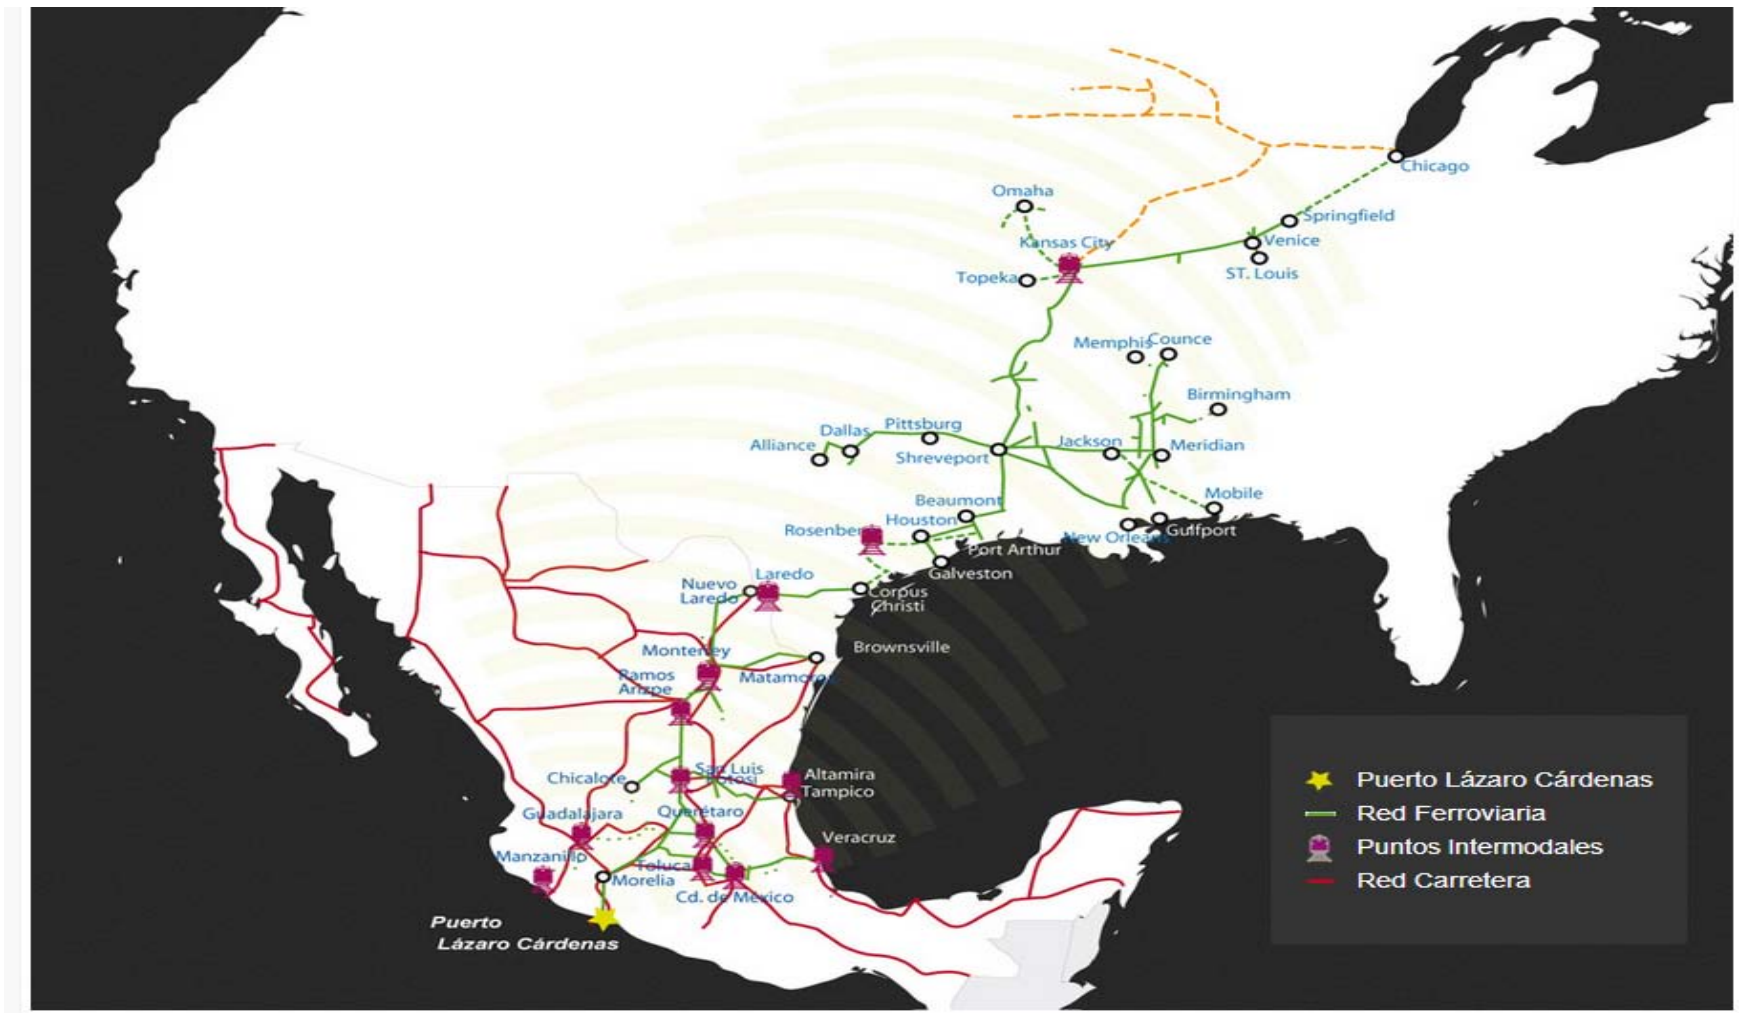 Chicago
Omaha
Springfield
Kansas City
Venice
ST. Louis
Topeka
Memphis
Counce
Birmingham
Pittsburg
Dallas
Alliance
Jackson
Meridian
Shreveport
Beaumont
Mobile
Houston
Rosenberg
Gulfport
New Orleans
Port Arthur
Galveston
Laredo
Nuevo
Laredo
Corpus
Christi
Brownsville
Monterrey
Ramos
Arizpe
Matamoros
San Luis
Potosi
Chicalote
Altamira
Tampico
Guadalajara
Querétaro
Veracruz
Manzanillo
Toluca
Morelia
Cd. de México
Puerto
Lázaro Cárdenas
Puerto Lázaro Cárdenas
Red Ferroviaria
Puntos Intermodales
Red Carretera